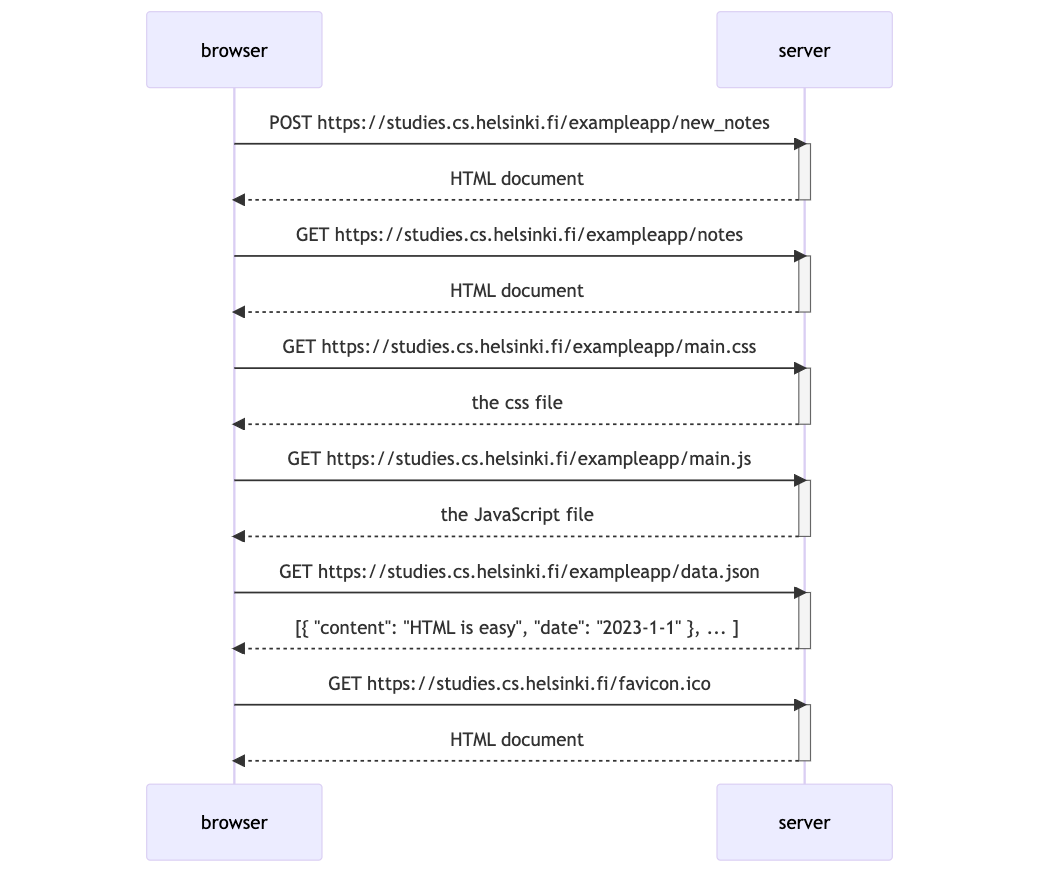 browser
server
POST https://studies.cs.helsinki.fi/exampleapp/new_notes
HTML document
GET https://studies.cs.helsinki.fi/exampleapp/notes
HTML document
GET https://studies.cs.helsinki.fi/exampleapp/main.css
the css file
GET https://studies.cs.helsinki.fi/exampleapp/main.js
the JavaScript file
GET https://studies.cs.helsinki.fi/exampleapp/data.json
[{ "content": "HTML is easy", "date": "2023-1-1" }, ... ]
GET https://studies.cs.helsinki.fi/favicon.ico
HTML document
browser
server